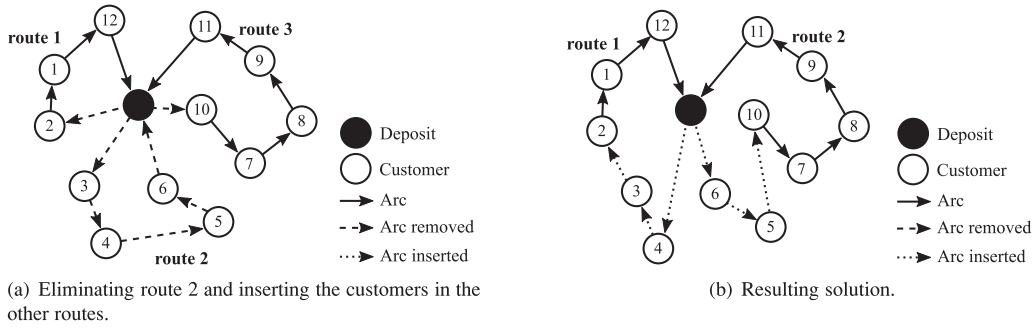 12
11
route 1
route 3
1
9
2
10
8
7
3
6
4
5
route 2
Deposit
Customer
Arc
Arc removed
Arc inserted
(a) Eliminating route 2 and inserting the customers in the
other routes.
12
11
route 1
route 2
1
9
2
10
8
7
3
6
4
5
Deposit
Customer
Arc
Arc removed
Arc inserted
(b) Resulting solution.